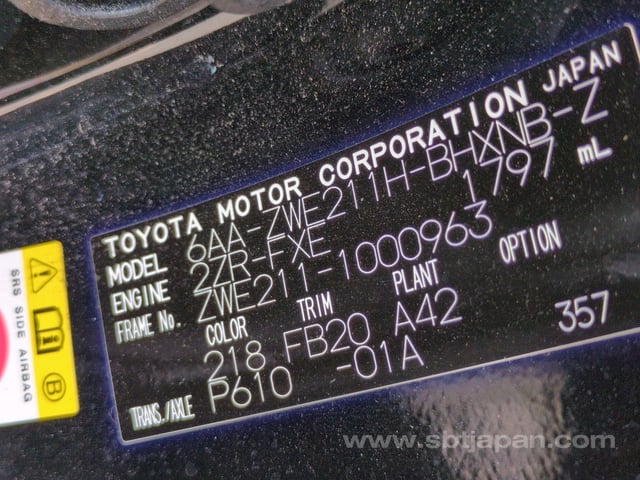 TOYOTA MOTOR CORPORATION JAPAN
MODEL 6AA-ZWE211H-BHXNB-Z
ENGINE 2ZR-FXE 1797 mL
FRAME No. ZWE211-1000963
COLOR TRIM PLANT OPTION
218 FB20 A42
TRANS./AXLE P610 -01A 357
SRS SIDE AIRBAG
B
www.sbtjapan.com